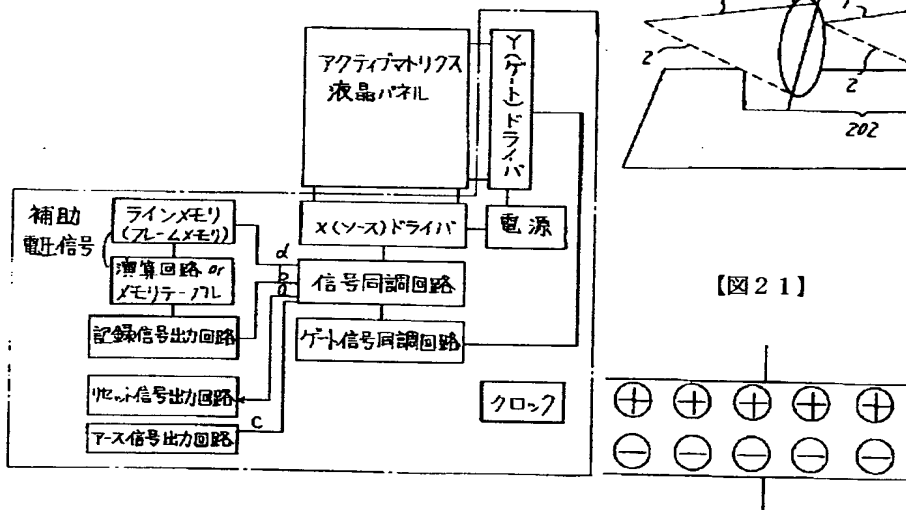 アクティブマトリクス
液晶パネル
Y(ゲート)ドライバ
補助
電圧信号
ラインメモリ
(フレームメモリ)
演算回路 or
メモリテーブル
記録信号出力回路
リセット信号出力回路
アース信号出力回路
X(ソース)ドライバ
電源
d
b
a
c
信号同調回路
ゲート信号同調回路
クロック
2
2
202
【図21】